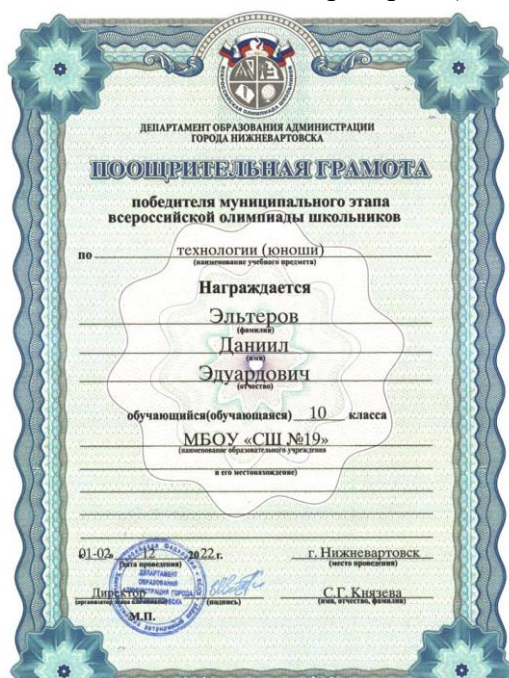 ДЕПАРТАМЕНТ ОБРАЗОВАНИЯ АДМИНИСТРАЦИИ
ГОРОДА НИЖНЕВАРТОВСКА
ПООЩРИТЕЛЬНАЯ ГРАМОТА
победителя муниципального этапа
всероссийской олимпиады школьников
по технологии (юноши)
(наименование учебного предмета)
Награждается
Эльтеров
(фамилия)
Даниил
(имя)
Эдуардович
(отчество)
обучающийся(обучающаяся) 10 класса
МБОУ «СШ №19»
(наименование образовательного учреждения
и его местонахождение)
01-02 12 2022 г. г. Нижневартовск
(дата проведения) (место проведения)
ДЕПАРТАМЕНТ
ОБРАЗОВАНИЯ
Директор С.Г. Князева
(подпись) (имя, отчество, фамилия)
М.П.